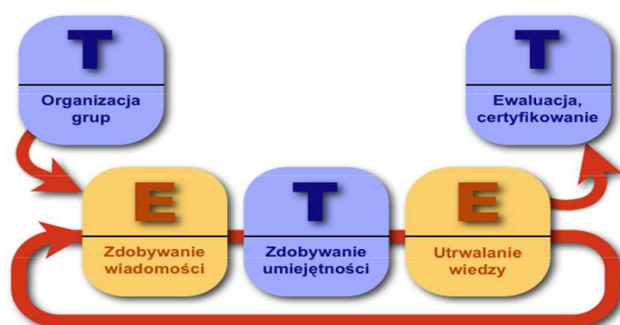 T
Organizacja
grup
T
Ewaluacja,
certyfikowanie
E
Zdobywanie
wiadomości
T
Zdobywanie
umiejętności
E
Utrwalanie
wiedzy